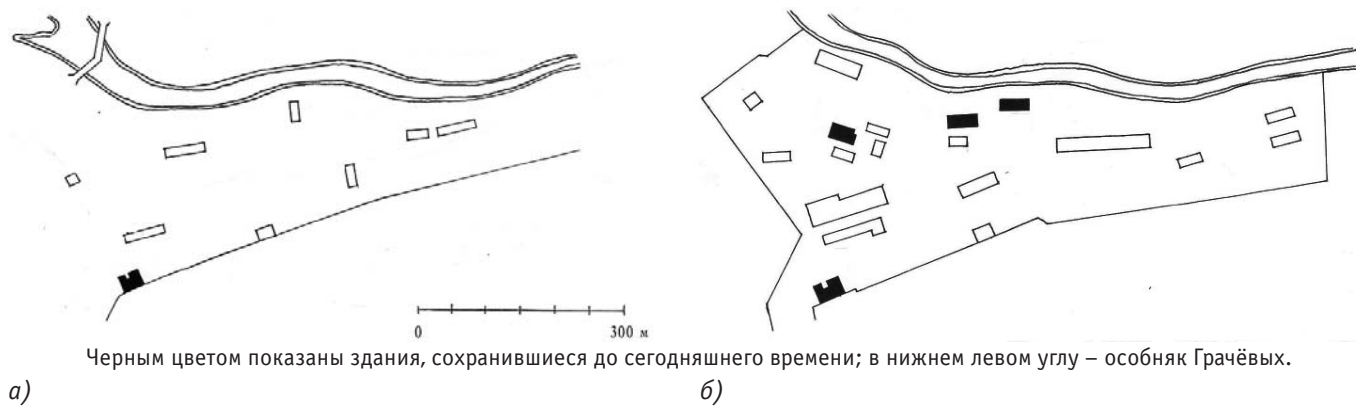 0 300 м
Черным цветом показаны здания, сохранившиеся до сегодняшнего времени; в нижнем левом углу – особняк Грачёвых.
а) б)